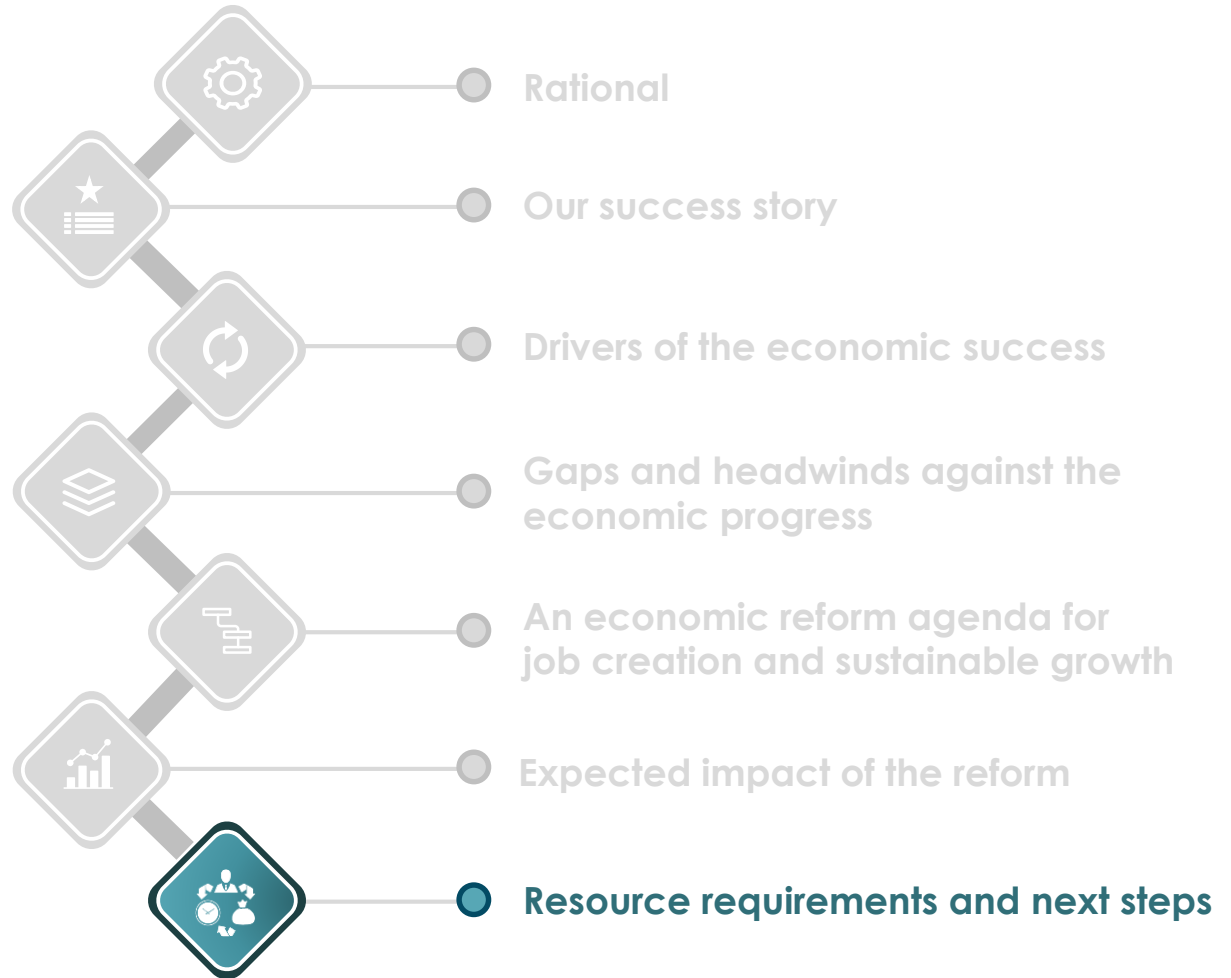 Rational
Our success story
Drivers of the economic success
Gaps and headwinds against the
economic progress
An economic reform agenda for
job creation and sustainable growth
Expected impact of the reform
Resource requirements and next steps